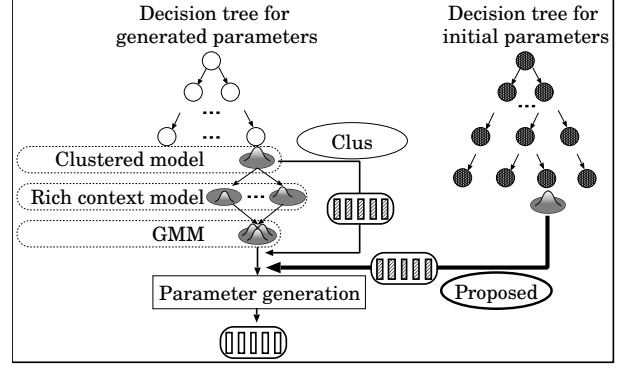 Decision tree for
generated parameters
Decision tree for
initial parameters
...
...
...
Clus
Clustered model
Rich context model
...
GMM
Parameter generation
Proposed